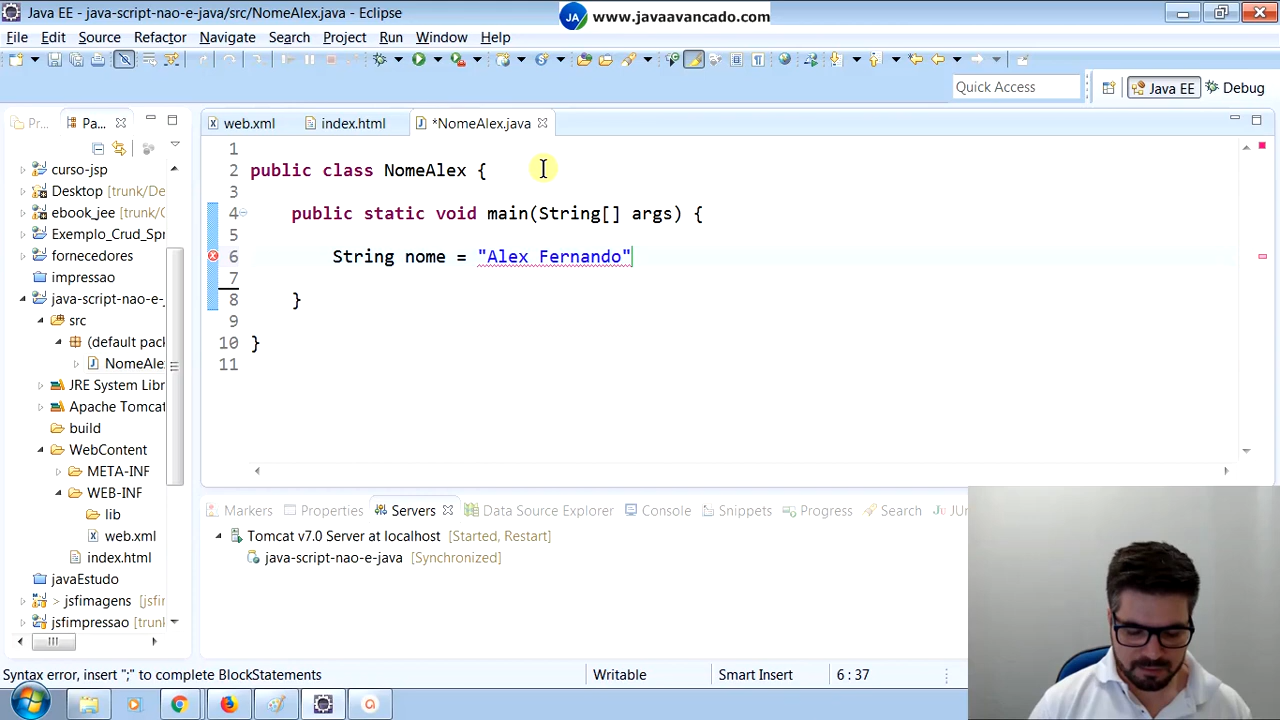 java-script-nao-e-java/src/NomeAlex.java - Eclipse
JA www.javaavancado.com
File Edit Source Refactor Navigate Search Project Run Window Help
Quick Access
Java EE
Debug
Pr...
Pa...
web.xml
index.html
*NomeAlex.java
curso-jsp
Desktop [trunk/De
ebook_jee [trunk/
Exemplo_Crud_Spr
fornecedores
impressao
java-script-nao-e-j
src
(default pack
NomeAle
JRE System Libr
Apache Tomcat
build
WebContent
META-INF
WEB-INF
lib
web.xml
index.html
javaEstudo
> jsfimagens [jsfi
jsfimpressao [trunk
1
2 public class NomeAlex {
3
4 public static void main(String[] args) {
5
6 String nome = "Alex Fernando"
7
8 }
9
10 }
11
Markers Properties Servers Data Source Explorer Console Snippets Progress Search JU
Tomcat v7.0 Server at localhost [Started, Restart]
java-script-nao-e-java [Synchronized]
Syntax error, insert ";" to complete BlockStatements
Writable
Smart Insert
6 : 37